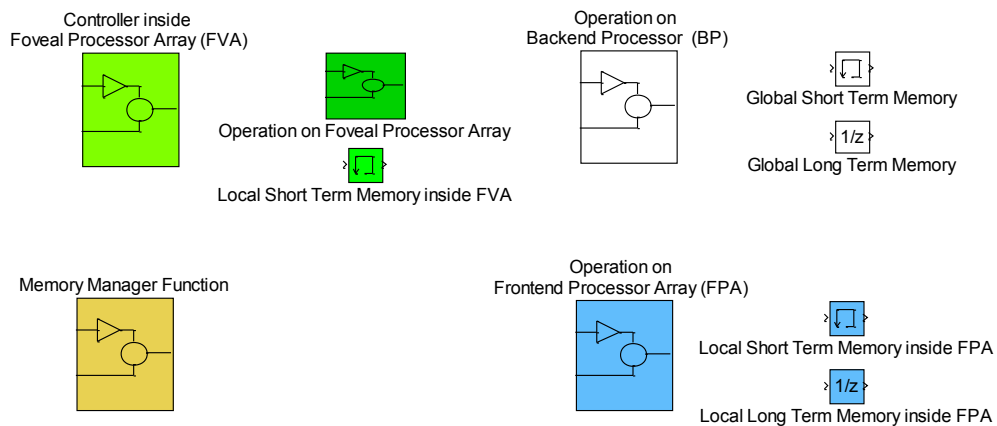 Controller inside
Foveal Processor Array (FVA)
Operation on Foveal Processor Array
Local Short Term Memory inside FVA
Operation on
Backend Processor (BP)
Global Short Term Memory
1/z
Global Long Term Memory
Memory Manager Function
Operation on
Frontend Processor Array (FPA)
Local Short Term Memory inside FPA
1/z
Local Long Term Memory inside FPA